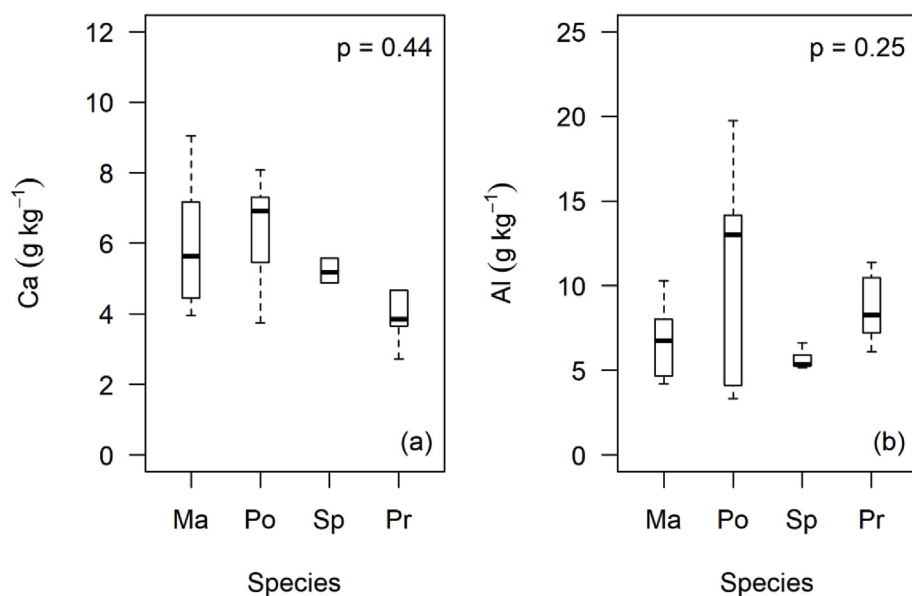 p = 0.44
12
10
8
6
4
2
0
Ca (g kg⁻¹)
(a)
Ma Po Sp Pr
Species
p = 0.25
25
20
15
10
5
0
Al (g kg⁻¹)
(b)
Ma Po Sp Pr
Species